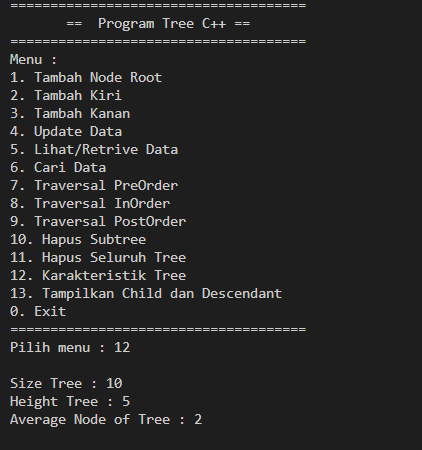 =====================================
== Program Tree C++ ==
=====================================
Menu :
1. Tambah Node Root
2. Tambah Kiri
3. Tambah Kanan
4. Update Data
5. Lihat/Retrive Data
6. Cari Data
7. Traversal PreOrder
8. Traversal InOrder
9. Traversal PostOrder
10. Hapus Subtree
11. Hapus Seluruh Tree
12. Karakteristik Tree
13. Tampilkan Child dan Descendant
0. Exit
=====================================
Pilih menu : 12
Size Tree : 10
Height Tree : 5
Average Node of Tree : 2